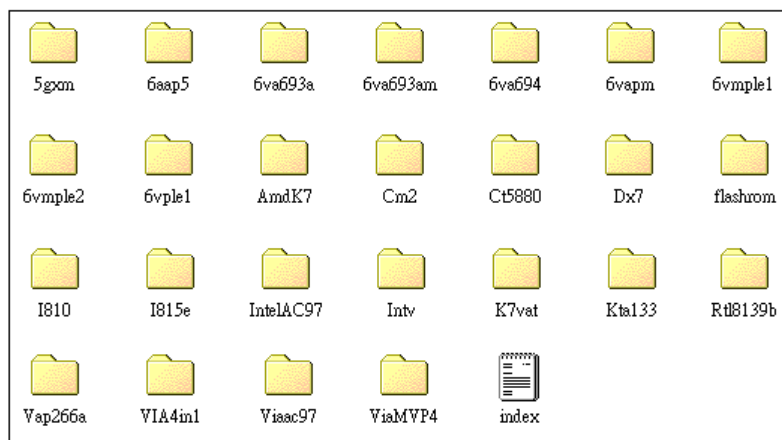 5gxm 6aap5 6va693a 6va693am 6va694 6vapm 6vmple1
6vmple2 6vple1 AmdK7 Cm2 Ct5880 Dx7 flashrom
I810 I815e IntelAC97 Intv K7vat Kta133 Rtl8139b
Vap266a VIA4in1 Viaac97 ViaMVP4 index